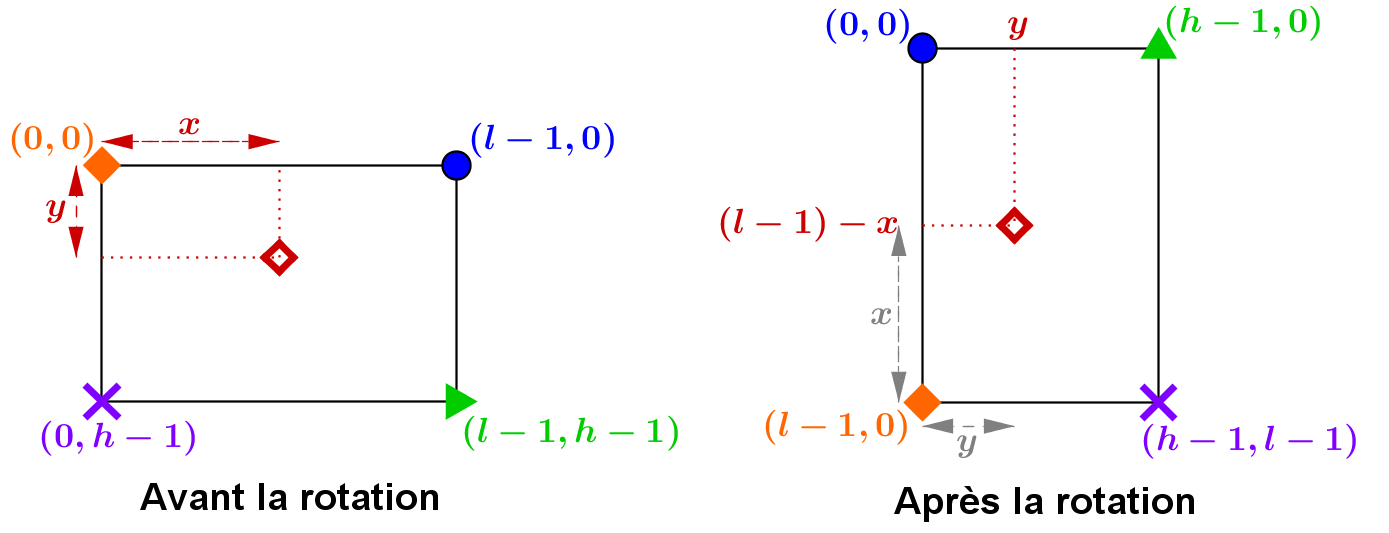 (0, 0)
x
(l − 1, 0)
y
(0, h − 1)
(l − 1, h − 1)
Avant la rotation
(0, 0)
y
(h − 1, 0)
(l − 1) − x
x
(l − 1, 0)
y
(h − 1, l − 1)
Après la rotation